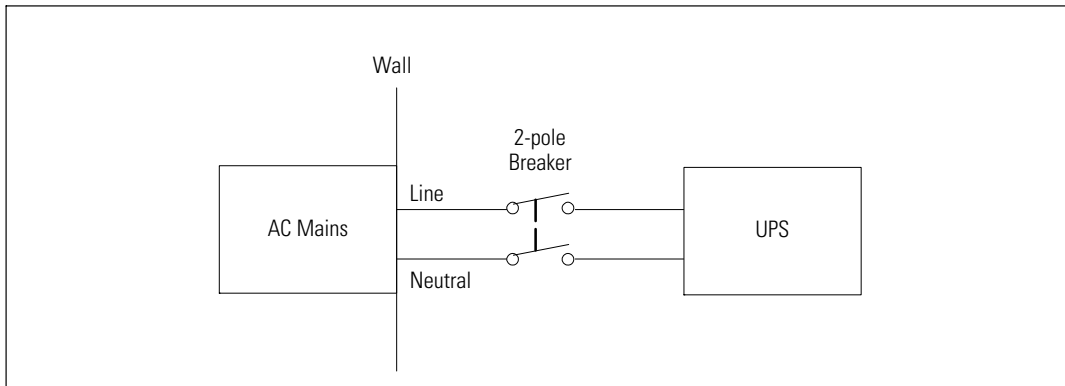 Wall
2-pole
Breaker
Line
AC Mains
UPS
Neutral